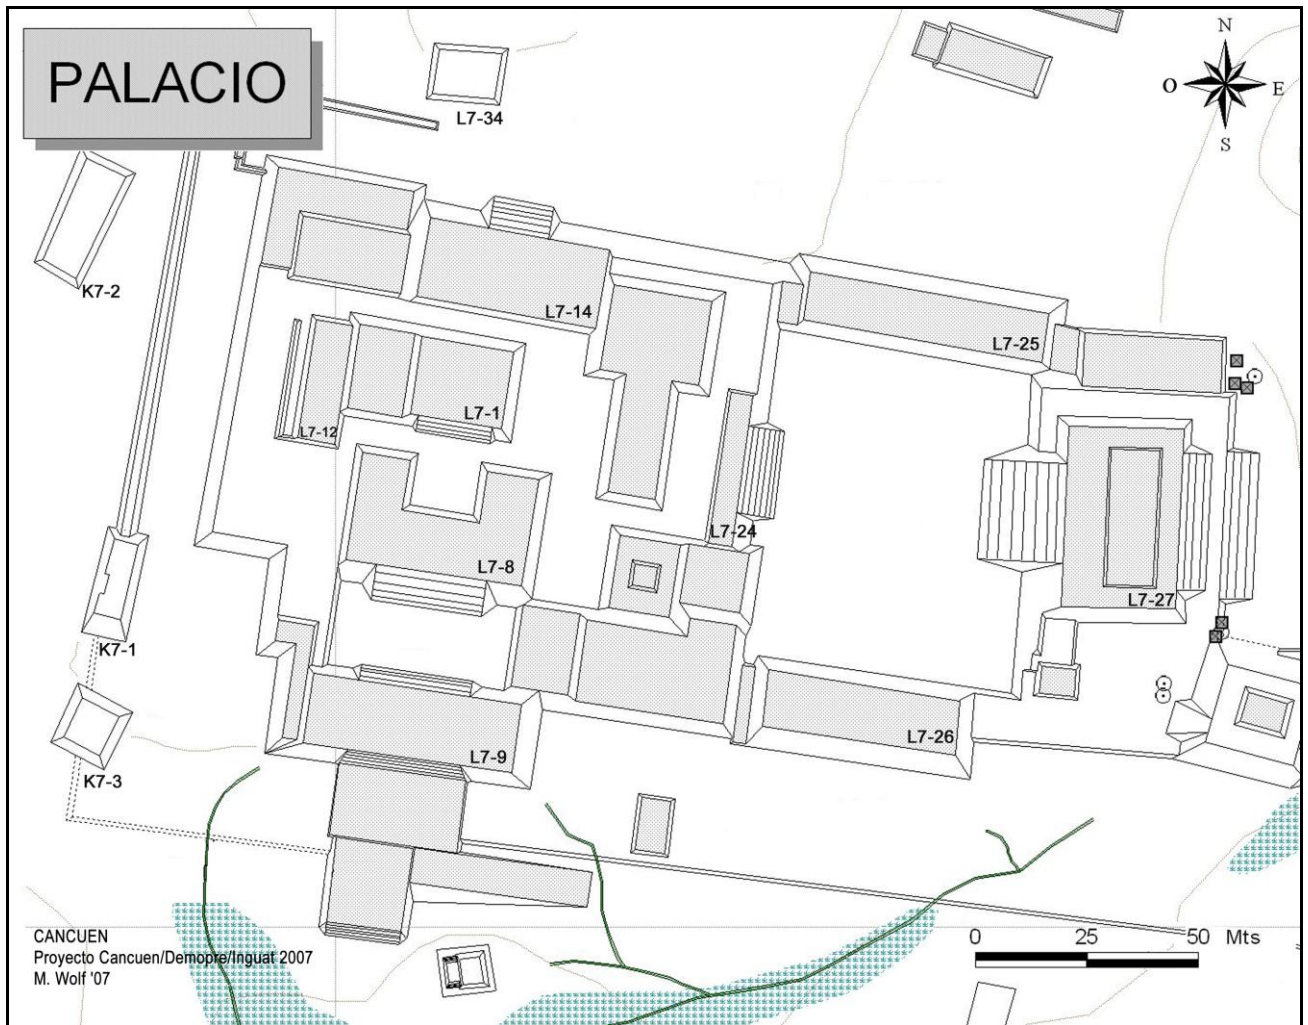 PALACIO
N
O
E
S
L7-34
K7-2
L7-14
L7-25
L7-1
L7-12
L7-24
L7-8
L7-27
K7-1
L7-26
L7-9
K7-3
CANCUEN
Proyecto Cancuen/Demopre/Inguat 2007
M. Wolf '07
0 25 50 Mts